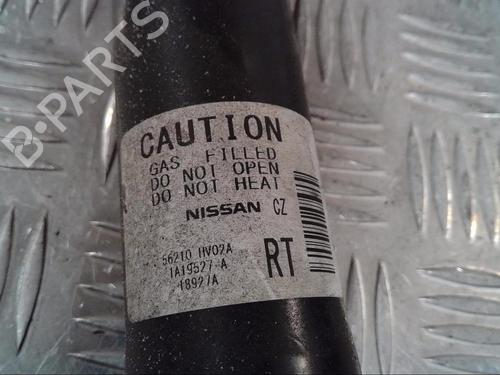 B-PARTS
CAUTION
GAS FILLED
DO NOT OPEN
DO NOT HEAT
NISSAN CZ
56210 HV02A
1A19527-A
18927A
RT